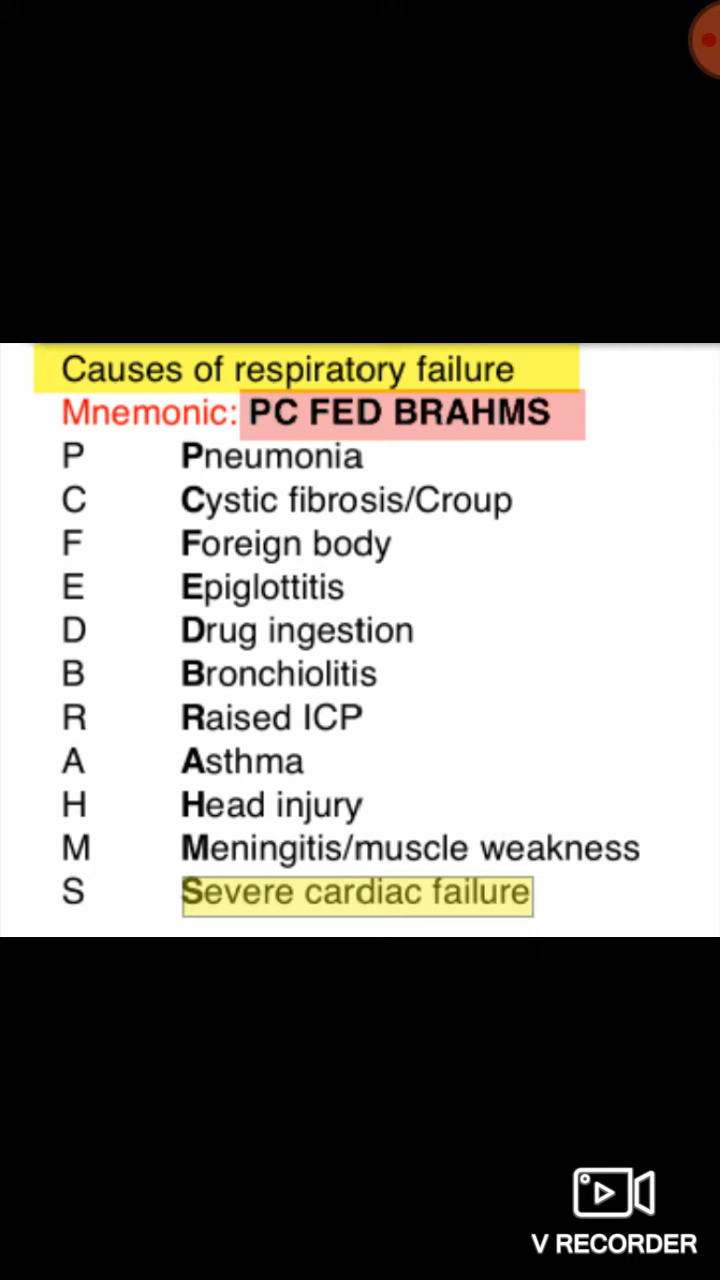 Causes of respiratory failure
Mnemonic: PC FED BRAHMS
P Pneumonia
C Cystic fibrosis/Croup
F Foreign body
E Epiglottitis
D Drug ingestion
B Bronchiolitis
R Raised ICP
A Asthma
H Head injury
M Meningitis/muscle weakness
S Severe cardiac failure
V RECORDER